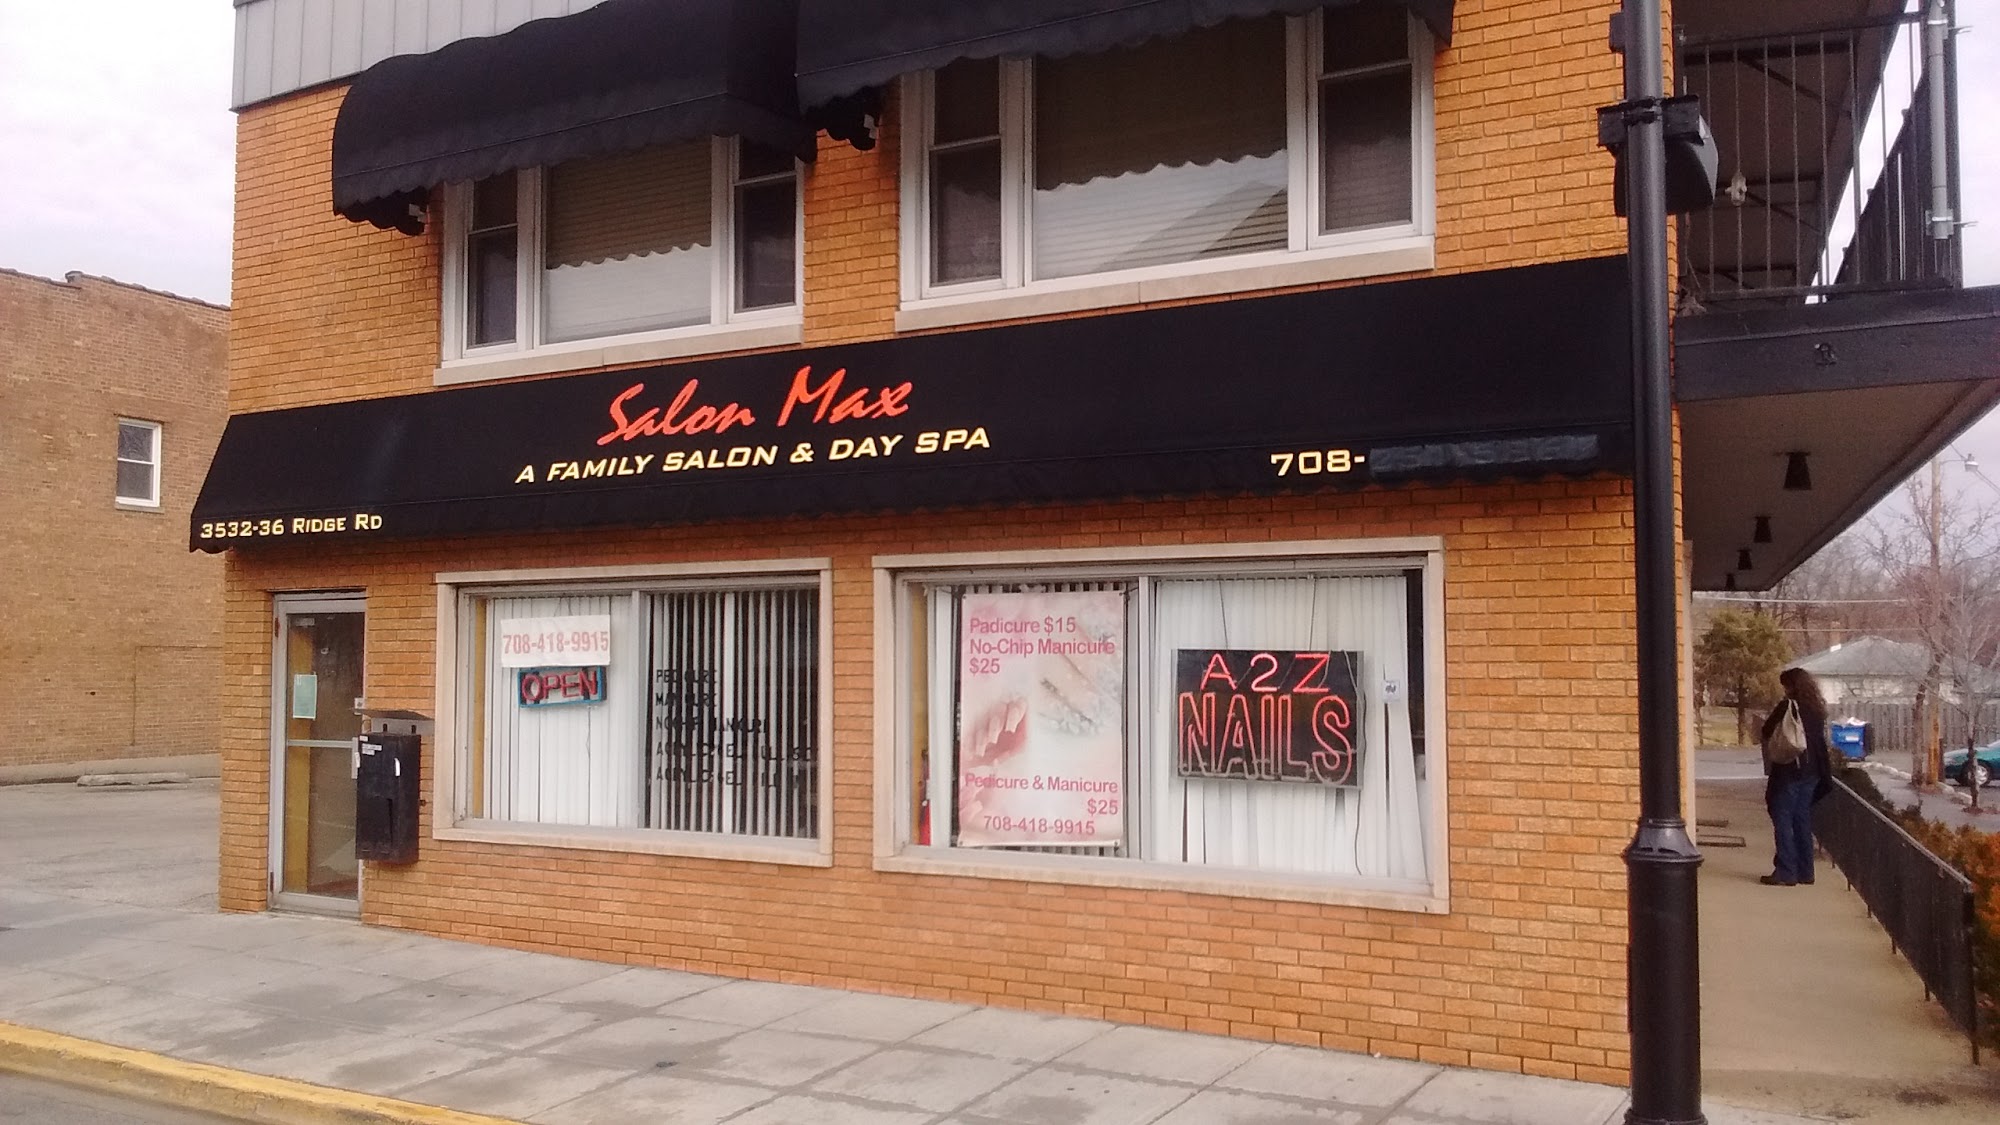 Salon Max
A FAMILY SALON & DAY SPA
708-
3532-36 RIDGE RD
708-418-9915
OPEN
Padicure $15
No-Chip Manicure
$25
Pedicure & Manicure
$25
708-418-9915
A2Z
NAILS